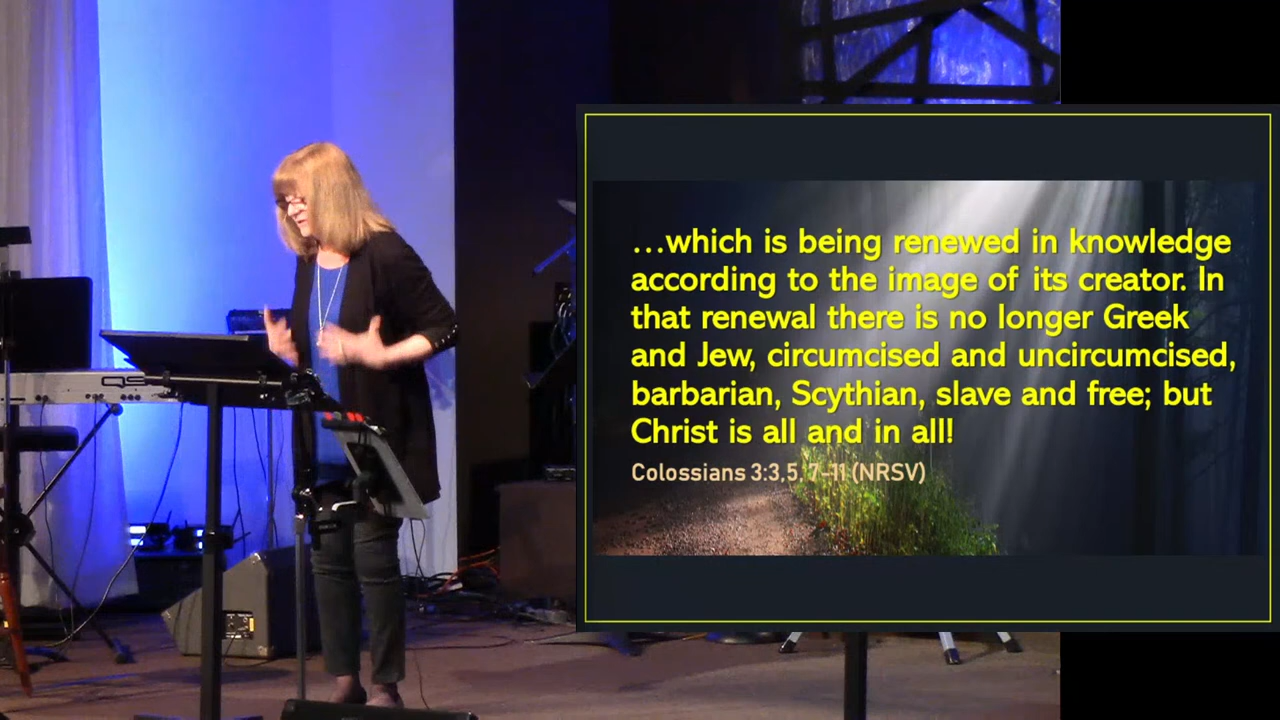 ...which is being renewed in knowledge
according to the image of its creator. In
that renewal there is no longer Greek
and Jew, circumcised and uncircumcised,
barbarian, Scythian, slave and free; but
Christ is all and in all!
Colossians 3:3,5, 7-11 (NRSV)
QSC